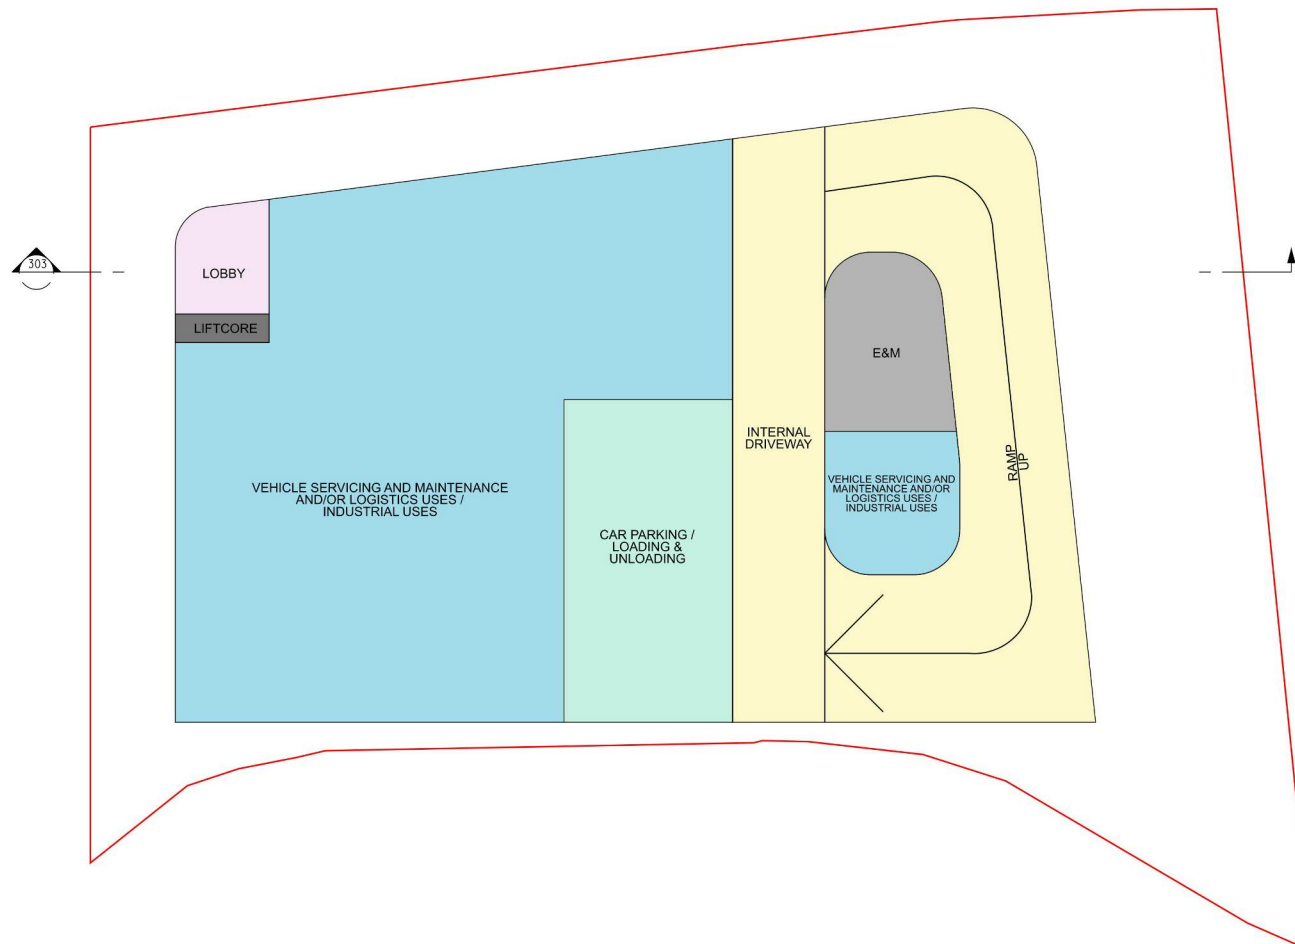 303
LOBBY
LIFTCORE
VEHICLE SERVICING AND MAINTENANCE
AND/OR LOGISTICS USES /
INDUSTRIAL USES
CAR PARKING /
LOADING &
UNLOADING
INTERNAL
DRIVEWAY
E&M
VEHICLE SERVICING AND
MAINTENANCE AND/OR
LOGISTICS USES /
INDUSTRIAL USES
RAMP
UP